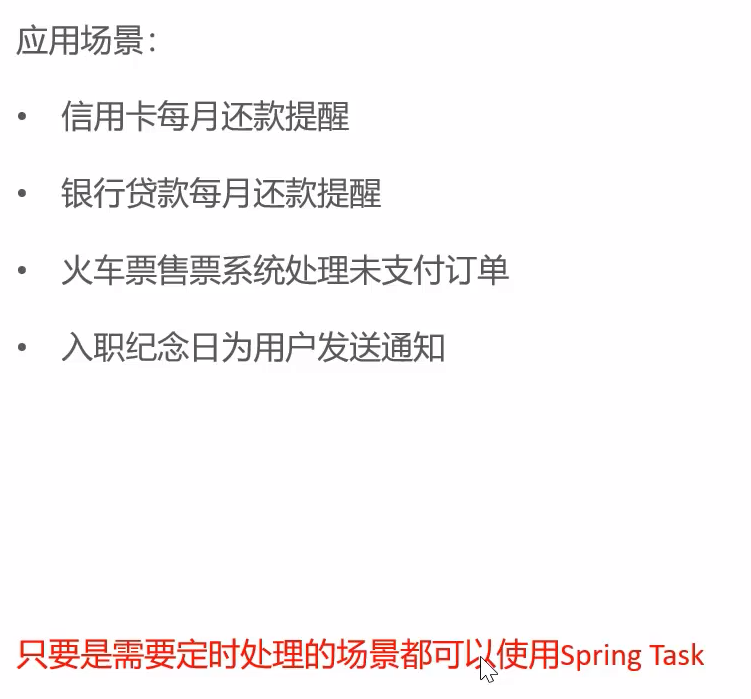 应用场景：
• 信用卡每月还款提醒
• 银行贷款每月还款提醒
• 火车票售票系统处理未支付订单
• 入职纪念日为用户发送通知
只要是需要定时处理的场景都可以使用Spring Task